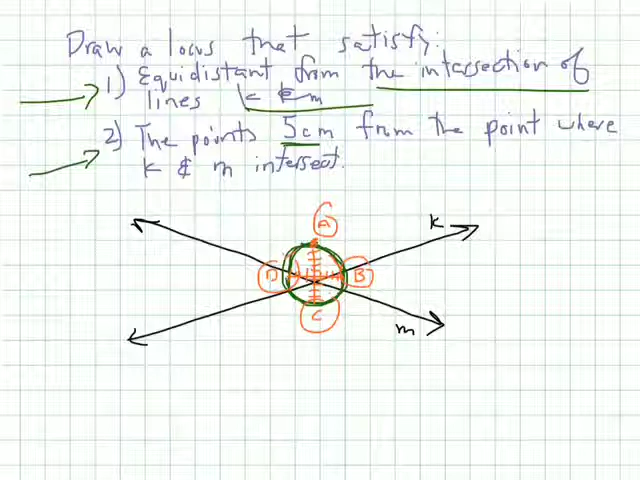 Draw a locus that satisfy:
1) Equidistant from the intersection of
lines k & m
2) The points 5cm from the point where
k & m intersect.
A
k
D
B
C
m